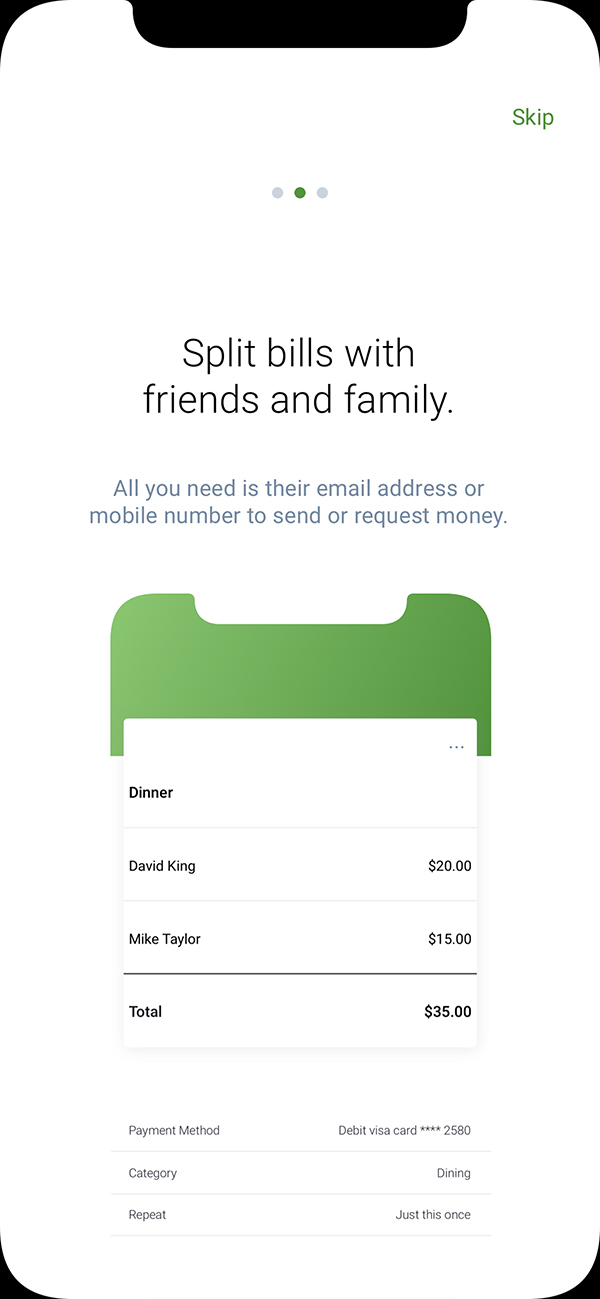 Skip
Split bills with
friends and family.
All you need is their email address or
mobile number to send or request money.
...
Dinner
David King $20.00
Mike Taylor $15.00
Total $35.00
Payment Method Debit visa card **** 2580
Category Dining
Repeat Just this once